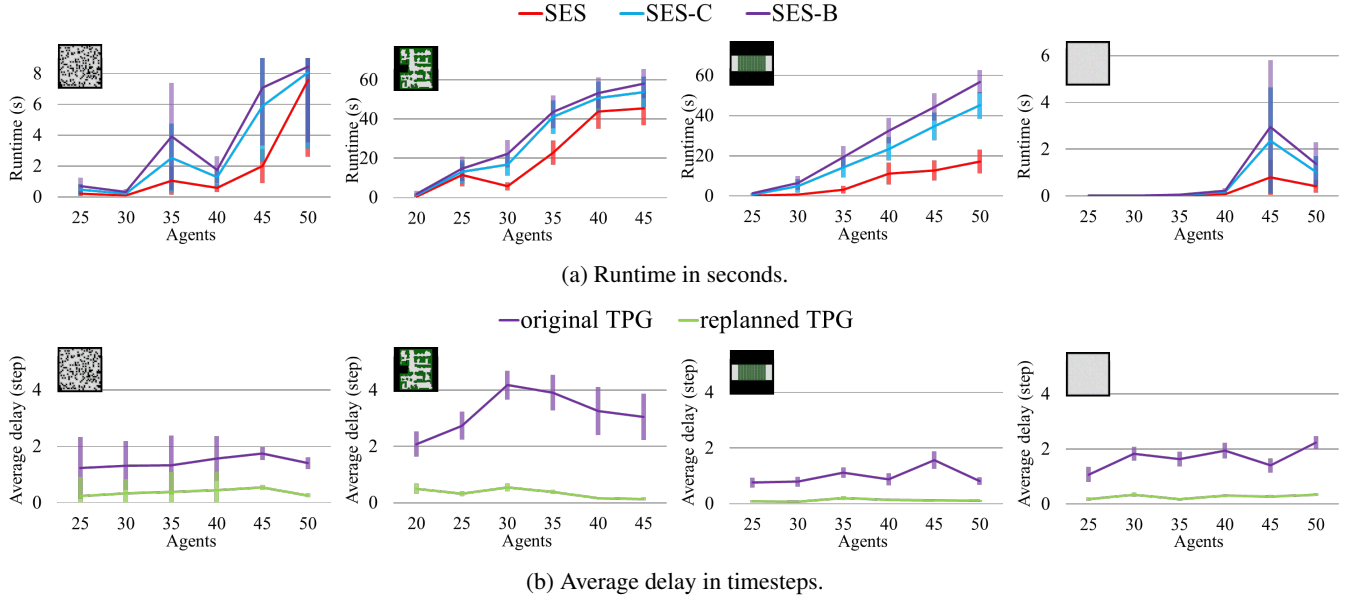 SES SES-C SES-B
Runtime (s)
8
6
4
2
0
25 30 35 40 45 50
Agents
Runtime (s)
60
40
20
0
20 25 30 35 40 45
Agents
Runtime (s)
60
40
20
0
25 30 35 40 45 50
Agents
Runtime (s)
6
4
2
0
25 30 35 40 45 50
Agents
(a) Runtime in seconds.
original TPG replanned TPG
Average delay (step)
4
2
0
25 30 35 40 45 50
Agents
Average delay (step)
4
2
0
20 25 30 35 40 45
Agents
Average delay (step)
4
2
0
25 30 35 40 45 50
Agents
Average delay (step)
4
2
0
25 30 35 40 45 50
Agents
(b) Average delay in timesteps.